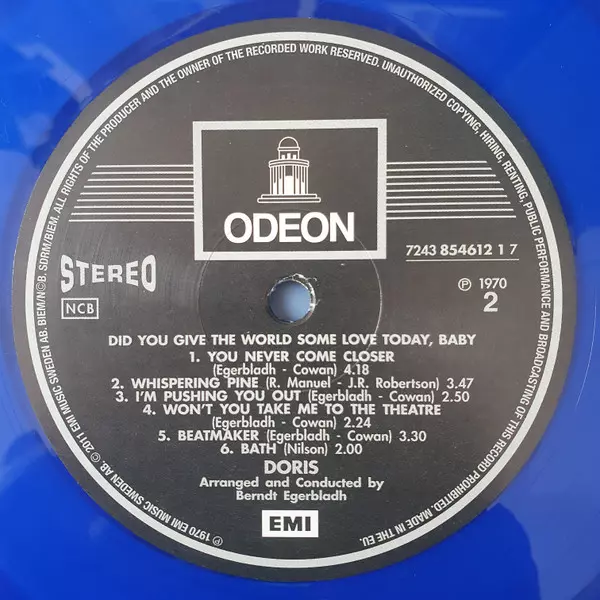 ALL RIGHTS OF THE PRODUCER AND THE OWNER OF THE RECORDED WORK RESERVED. UNAUTHORIZED COPYING, HIRING, RENTING, PUBLIC PERFORMANCE AND BROADCASTING OF THIS RECORD PROHIBITED. MADE IN THE EU.
ODEON
STEREO
NCB
7243 854612 1 7
℗ 1970
2
DID YOU GIVE THE WORLD SOME LOVE TODAY, BABY
1. YOU NEVER COME CLOSER
(Egerbladh - Cowan) 4.18
2. WHISPERING PINE (R. Manuel - J.R. Robertson) 3.47
3. I'M PUSHING YOU OUT (Egerbladh - Cowan) 2.50
4. WON'T YOU TAKE ME TO THE THEATRE
(Egerbladh - Cowan) 2.24
5. BEATMAKER (Egerbladh - Cowan) 3.30
6. BATH (Nilson) 2.00
DORIS
Arranged and Conducted by
Berndt Egerbladh
EMI
℗ 1970 EMI MUSIC SWEDEN AB © 2011 EMI MUSIC SWEDEN AB. BIEM/N©B. SDRM/BIEM.